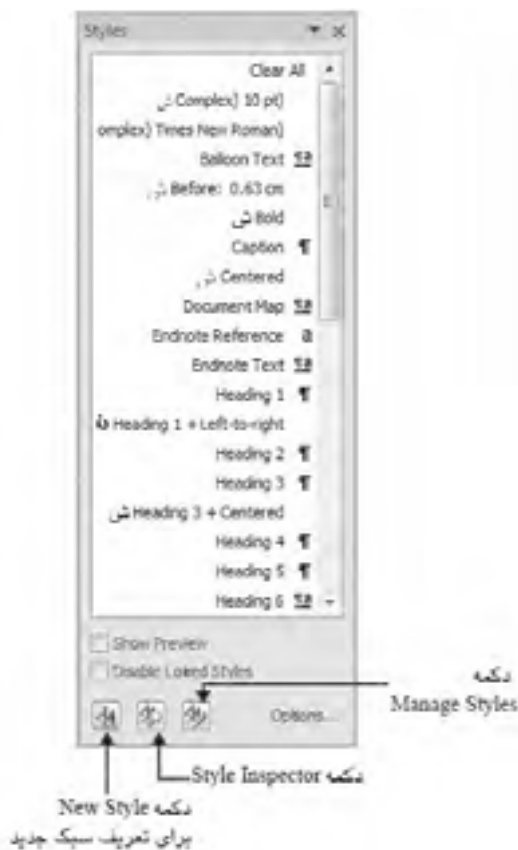 Styles
Clear All
Complex) 10 pt)
omplex) Times New Roman)
Balloon Text
Before: 0.63 cm
Bold ش
Caption ¶
Centered
Document Map
Endnote Reference a
Endnote Text
Heading 1 ¶
Heading 1 + Left-to-right
Heading 2 ¶
Heading 3 ¶
Heading 3 + Centered ش
Heading 4 ¶
Heading 5 ¶
Heading 6
Show Preview
Disable Linked Styles
Options...
دکمه
Manage Styles
دکمه Style Inspector
دکمه New Style
برای تعریف سبک جدید